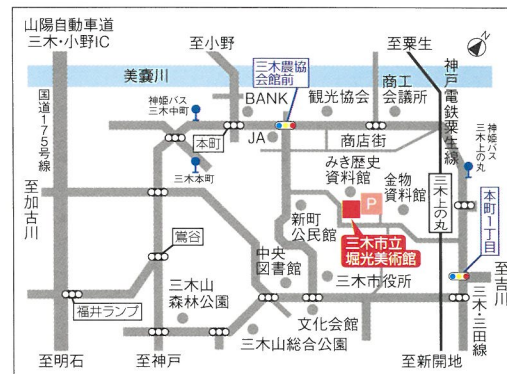 山陽自動車道
三木・小野IC
至小野
三木農協
会館前
至粟生
美嚢川
国道175号線
神姫バス
三木中町
BANK
観光協会
商工
会議所
神戸電鉄粟生線
本町
JA
商店街
神姫バス
三木上の丸
三木本町
みき歴史
資料館
金物
資料館
三木上の丸
至加古川
P
新町
公民館
本町1丁目
鶯谷
三木市立
堀光美術館
中央
図書館
三木市役所
至吉川
三木山
森林公園
福井ランプ
文化会館
三木・三田線
三木山総合公園
至明石
至神戸
至新開地